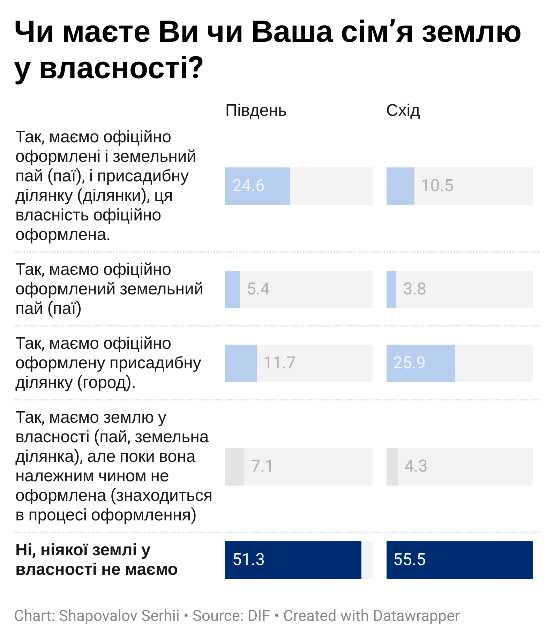 Чи маєте Ви чи Ваша сім’я землю
у власності?
Південь
Схід
Так, маємо офіційно
оформлені і земельний
пай (паї), і присадибну
ділянку (ділянки), ця
власність офіційно
оформлена.
24.6
10.5
Так, маємо офіційно
оформлений земельний
пай (паї)
5.4
3.8
Так, маємо офіційно
оформлену присадибну
ділянку (город).
11.7
25.9
Так, маємо землю у
власності (пай, земельна
ділянка), але поки вона
належним чином не
оформлена (знаходиться
в процесі оформлення)
7.1
4.3
Ні, ніякої землі у
власності не маємо
51.3
55.5
Chart: Shapovalov Serhii • Source: DIF • Created with Datawrapper